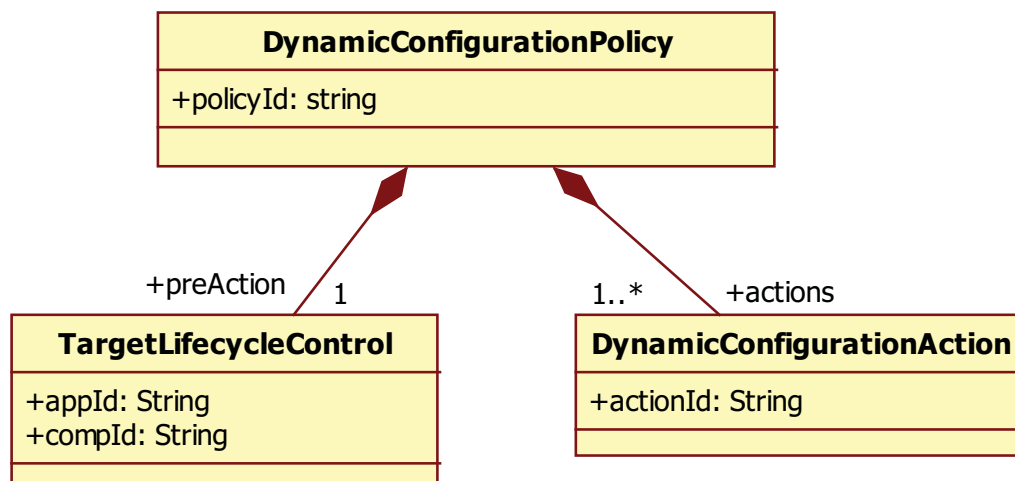 DynamicConfigurationPolicy
+policyId: string
+preAction
1
1..*
+actions
TargetLifecycleControl
+appId: String
+compId: String
DynamicConfigurationAction
+actionId: String